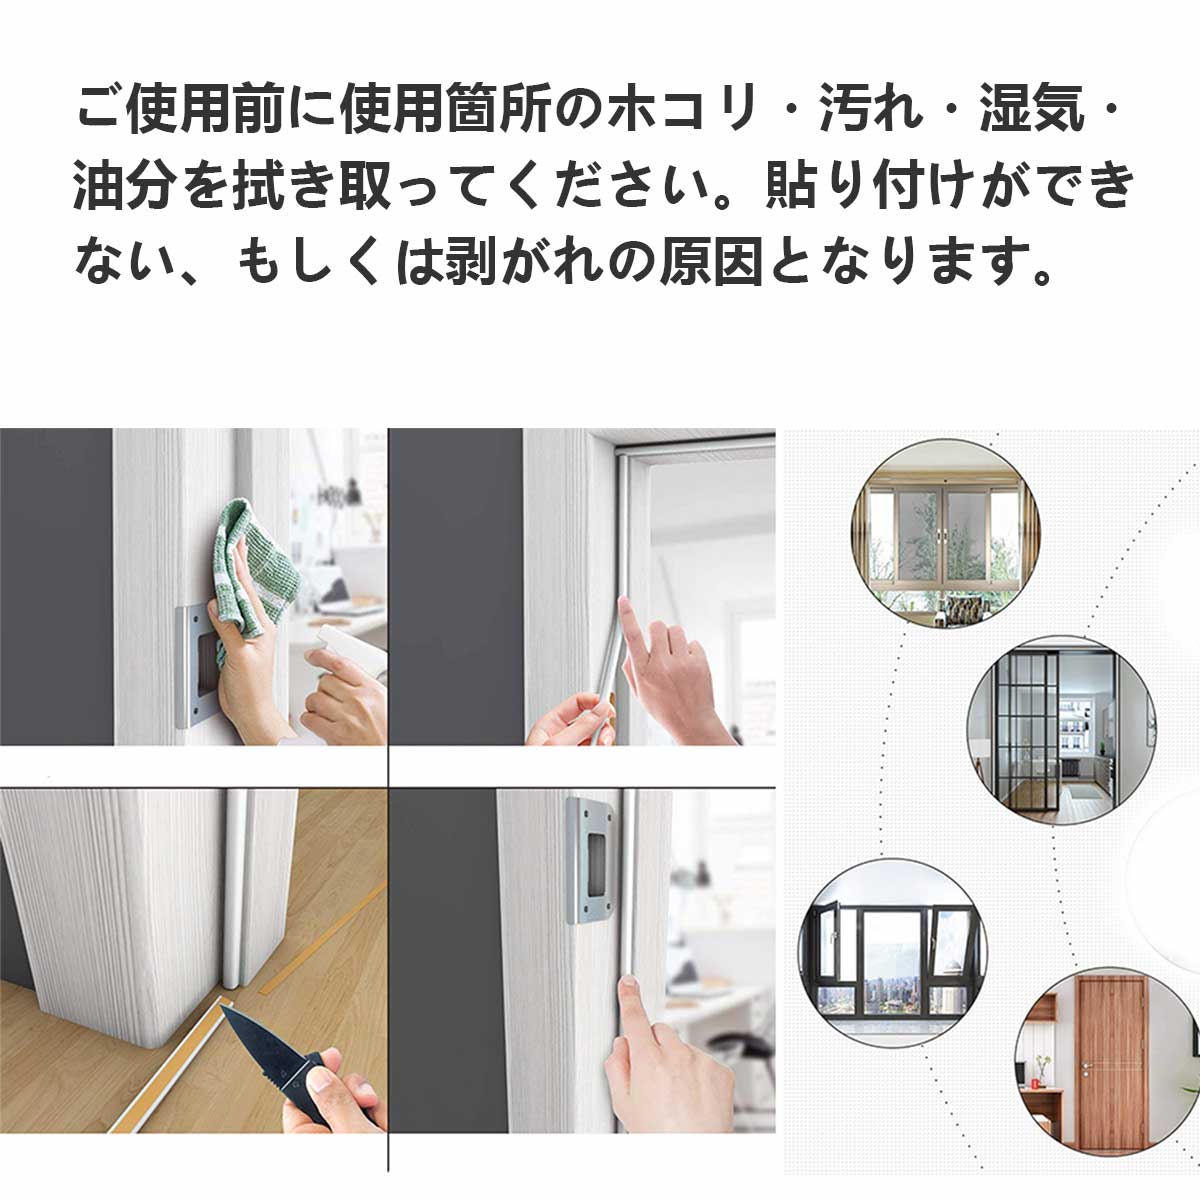 ご使用前に使用箇所のホコリ・汚れ・湿気・
油分を拭き取ってください。貼り付けができ
ない、もしくは剥がれの原因となります。